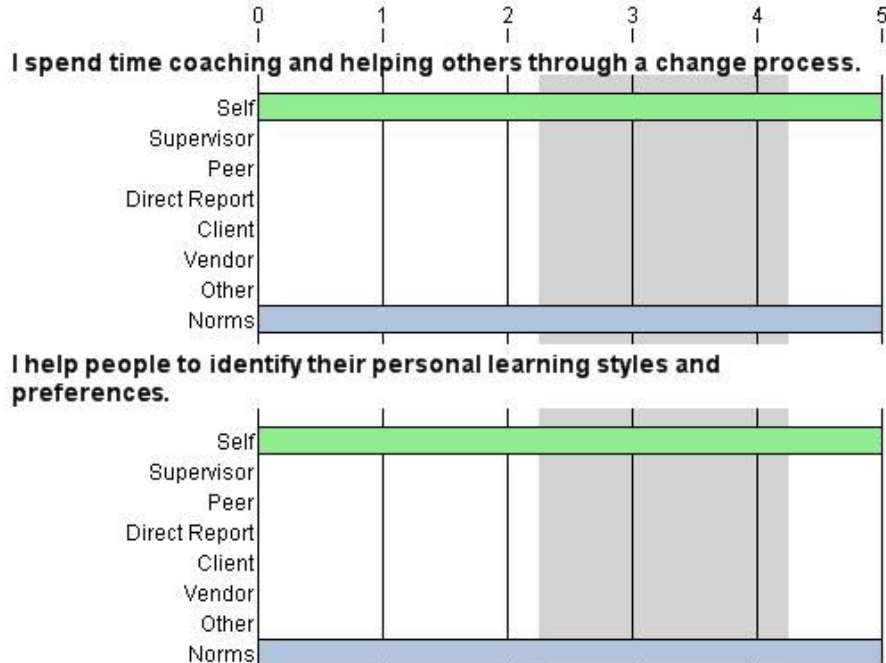 0 1 2 3 4 5
I spend time coaching and helping others through a change process.
Self
Supervisor
Peer
Direct Report
Client
Vendor
Other
Norms
I help people to identify their personal learning styles and
preferences.
Self
Supervisor
Peer
Direct Report
Client
Vendor
Other
Norms